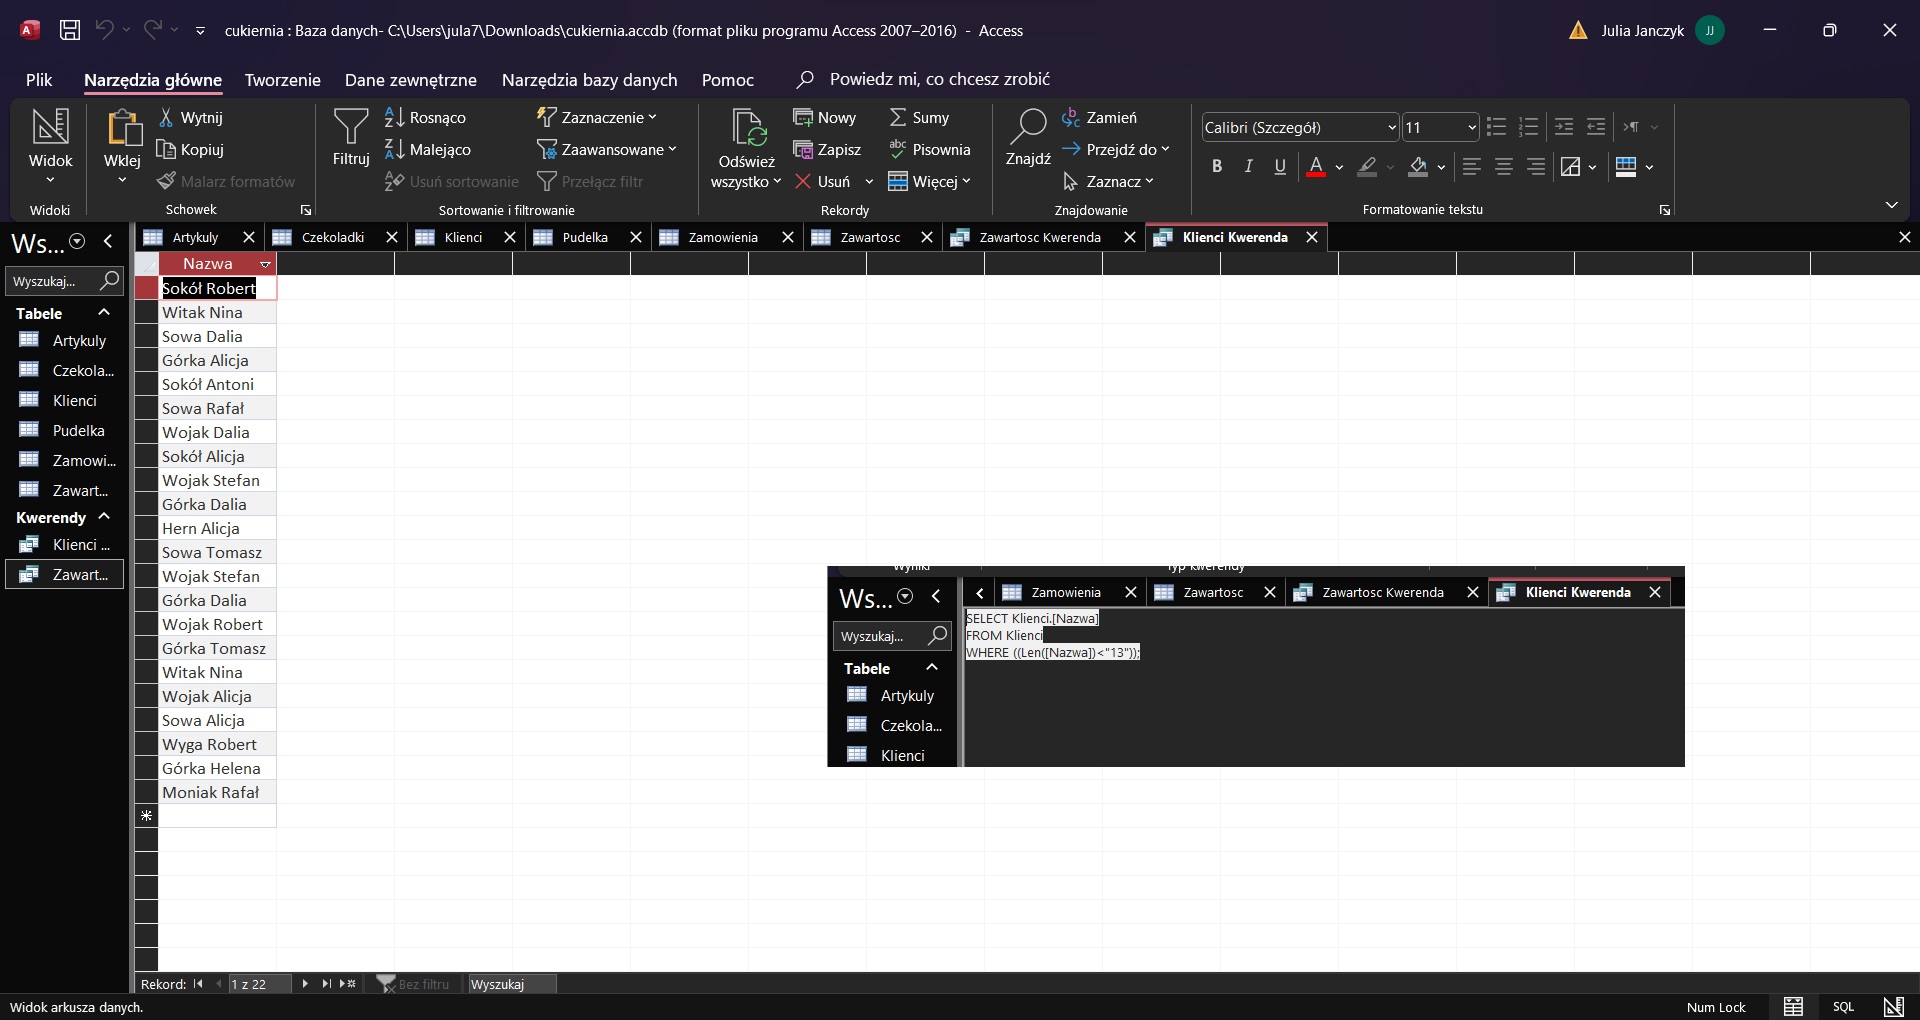 cukiernia : Baza danych- C:\Users\jula7\Downloads\cukiernia.accdb (format pliku programu Access 2007–2016) - Access
Julia Janczyk
JJ
Plik
Narzędzia główne
Tworzenie
Dane zewnętrzne
Narzędzia bazy danych
Pomoc
Powiedz mi, co chcesz zrobić
Widok
Widoki
Wklej
Wytnij
Kopiuj
Malarz formatów
Schowek
Filtruj
Rosnąco
Malejąco
Usuń sortowanie
Zaznaczenie
Zaawansowane
Przełącz filtr
Sortowanie i filtrowanie
Odśwież
wszystko
Nowy
Zapisz
Usuń
Sumy
Pisownia
Więcej
Rekordy
Znajdź
Zamień
Przejdź do
Zaznacz
Znajdowanie
Calibri (Szczegół)
11
B I U
Formatowanie tekstu
Ws...
Wyszukaj...
Tabele
Artykuly
Czekola...
Klienci
Pudelka
Zamowi...
Zawart...
Kwerendy
Klienci ...
Zawart...
Artykuly
Czekoladki
Klienci
Pudelka
Zamowienia
Zawartosc
Zawartosc Kwerenda
Klienci Kwerenda
Nazwa
Sokół Robert
Witak Nina
Sowa Dalia
Górka Alicja
Sokół Antoni
Sowa Rafał
Wojak Dalia
Sokół Alicja
Wojak Stefan
Górka Dalia
Hern Alicja
Sowa Tomasz
Wojak Stefan
Górka Dalia
Wojak Robert
Górka Tomasz
Witak Nina
Wojak Alicja
Sowa Alicja
Wyga Robert
Górka Helena
Moniak Rafał
Wyniki
Typ kwerendy
Ws...
Wyszukaj...
Tabele
Artykuly
Czekola...
Klienci
Zamowienia
Zawartosc
Zawartosc Kwerenda
Klienci Kwerenda
SELECT Klienci.[Nazwa]
FROM Klienci
WHERE ((Len([Nazwa])<"13"));
Rekord:
1 z 22
Bez filtru
Wyszukaj
Widok arkusza danych.
Num Lock
SQL